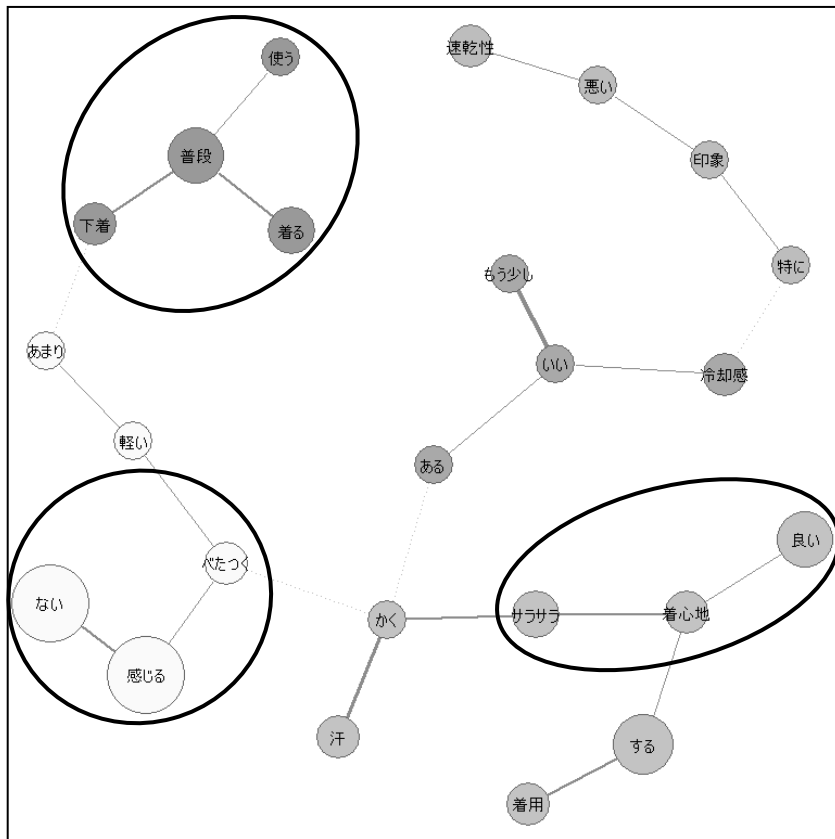 速乾性
使う
悪い
普段
印象
下着
着る
特に
もう少し
あまり
いい
冷却感
軽い
ある
べたつく
良い
ない
サラサラ
着心地
かく
感じる
汗
する
着用